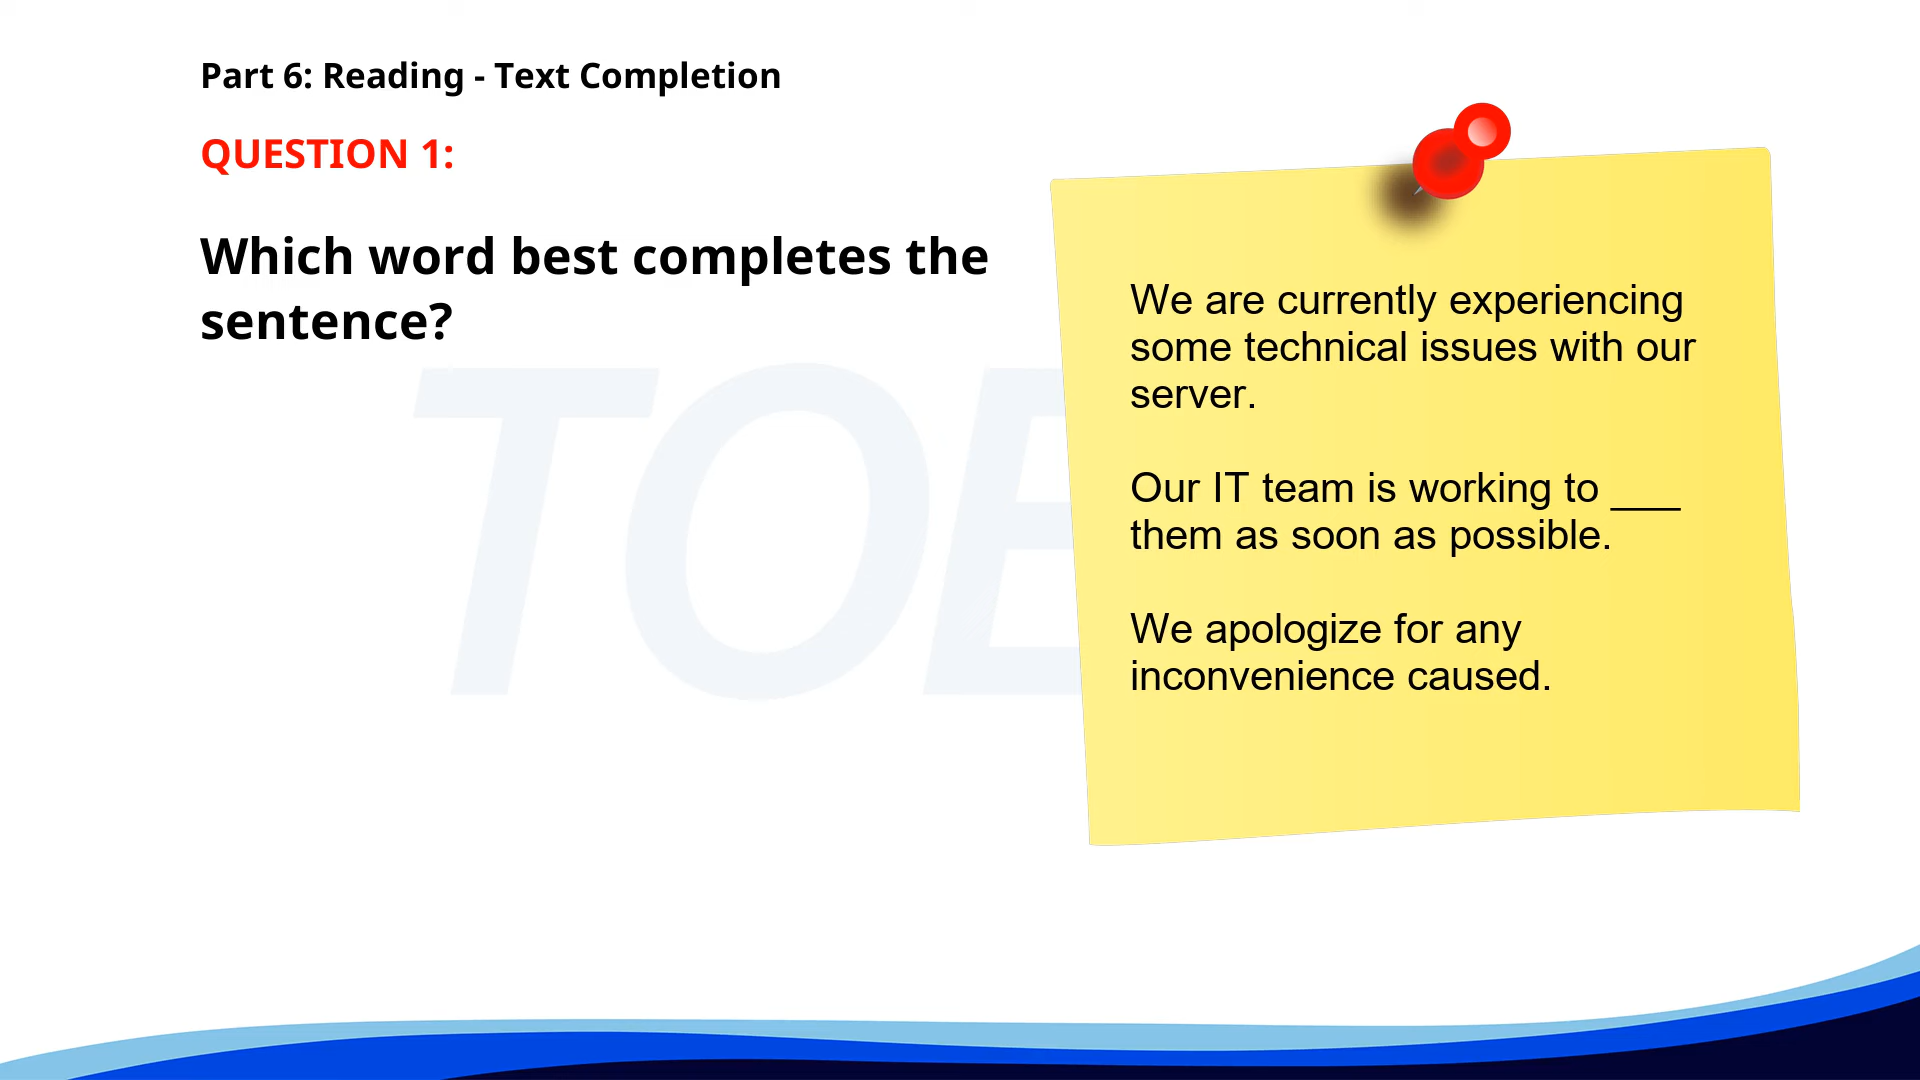 Part 6: Reading - Text Completion
QUESTION 1:
Which word best completes the
sentence?
We are currently experiencing
some technical issues with our
server.
Our IT team is working to ___
them as soon as possible.
We apologize for any
inconvenience caused.
TOE